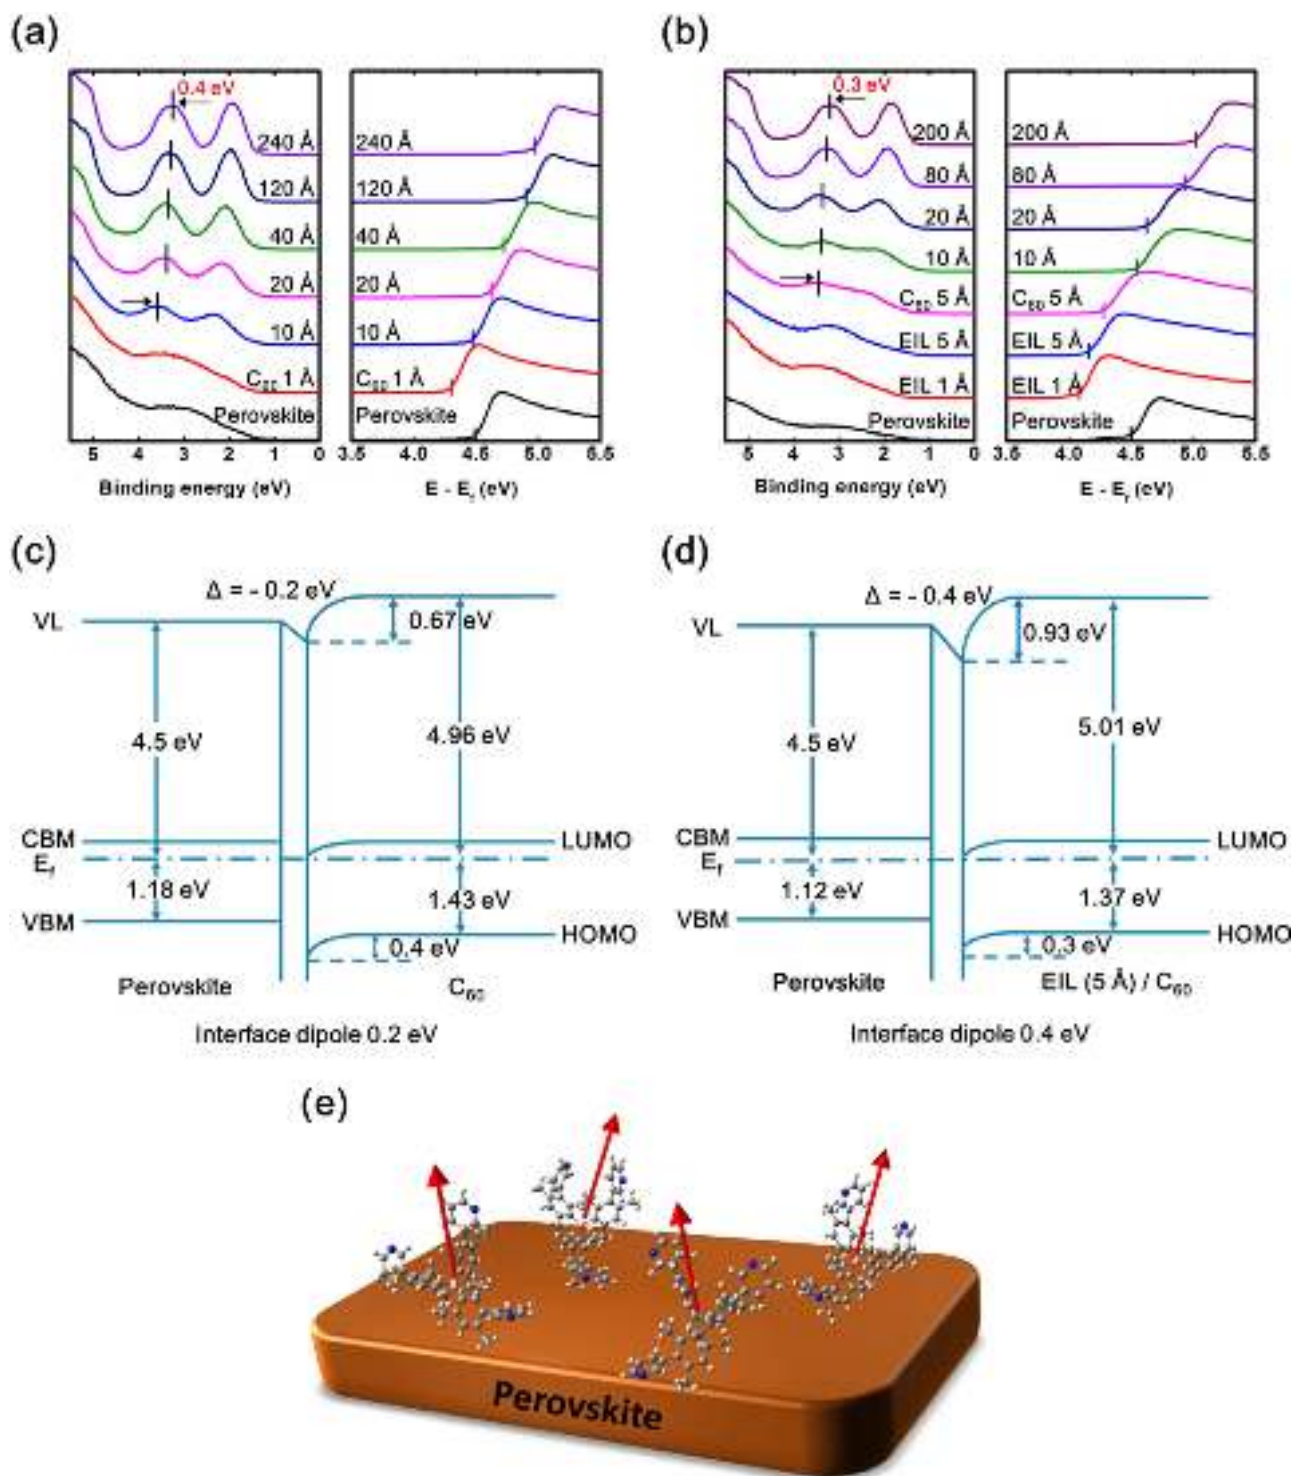 (a)
(b)
0.4 eV
240 Å
120 Å
40 Å
20 Å
10 Å
C60 1 Å
Perovskite
240 Å
120 Å
40 Å
20 Å
10 Å
C60 1 Å
Perovskite
5 4 3 2 1 0
3.5 4.5 5.0 5.5
Binding energy (eV)
E - Ef (eV)
0.3 eV
200 Å
80 Å
20 Å
10 Å
C60 5 Å
EIL 5 Å
EIL 1 Å
Perovskite
200 Å
80 Å
20 Å
10 Å
C60 5 Å
EIL 5 Å
EIL 1 Å
Perovskite
5 4 3 2 1 0
3.5 4.5 5.0 5.5
Binding energy (eV)
E - Ef (eV)
(c)
Δ = - 0.2 eV
VL
0.67 eV
4.5 eV
4.96 eV
CBM
LUMO
Ef
1.18 eV
1.43 eV
VBM
HOMO
0.4 eV
Perovskite
C60
Interface dipole 0.2 eV
(d)
Δ = - 0.4 eV
VL
0.93 eV
4.5 eV
5.01 eV
CBM
LUMO
Ef
1.12 eV
1.37 eV
VBM
HOMO
0.3 eV
Perovskite
EIL (5 Å) / C60
Interface dipole 0.4 eV
(e)
Perovskite